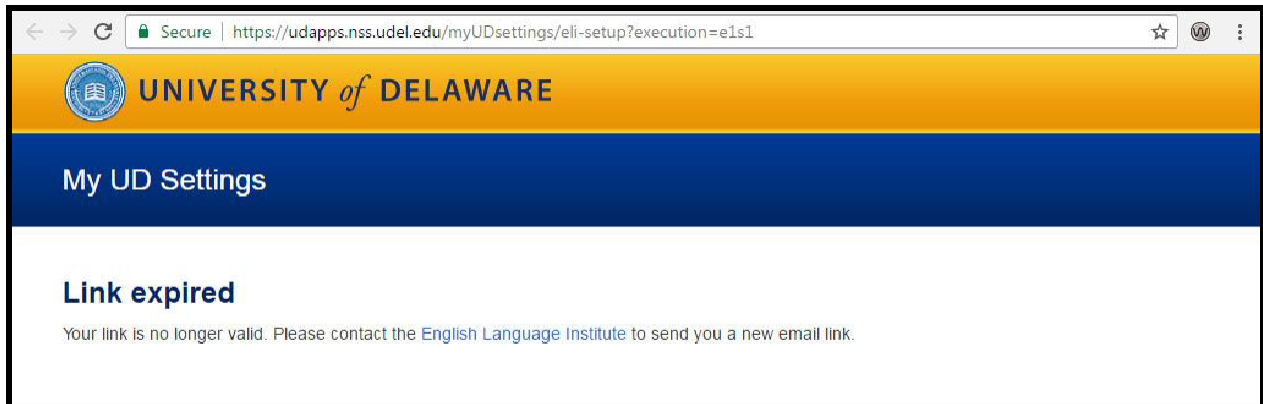 Secure | https://udapps.nss.udel.edu/myUDsettings/eli-setup?execution=e1s1
UNIVERSITY of DELAWARE
My UD Settings
Link expired
Your link is no longer valid. Please contact the English Language Institute to send you a new email link.